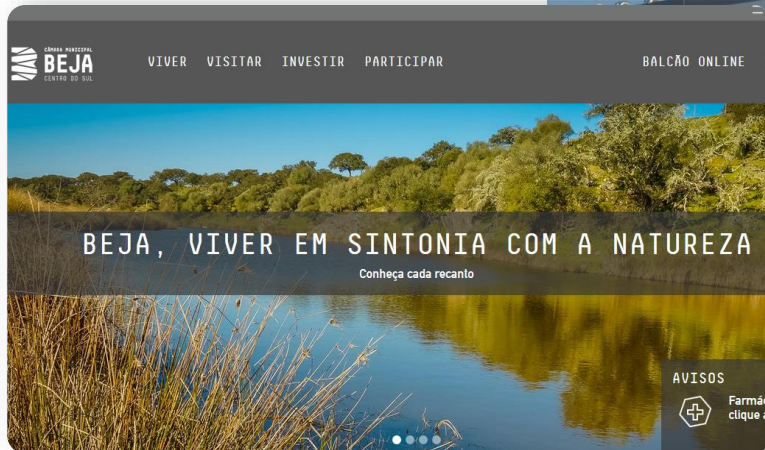 CÂMARA MUNICIPAL
BEJA
CENTRO DO SUL
VIVER VISITAR INVESTIR PARTICIPAR
BALCÃO ONLINE
BEJA, VIVER EM SINTONIA COM A NATUREZA
Conheça cada recanto
AVISOS
clique